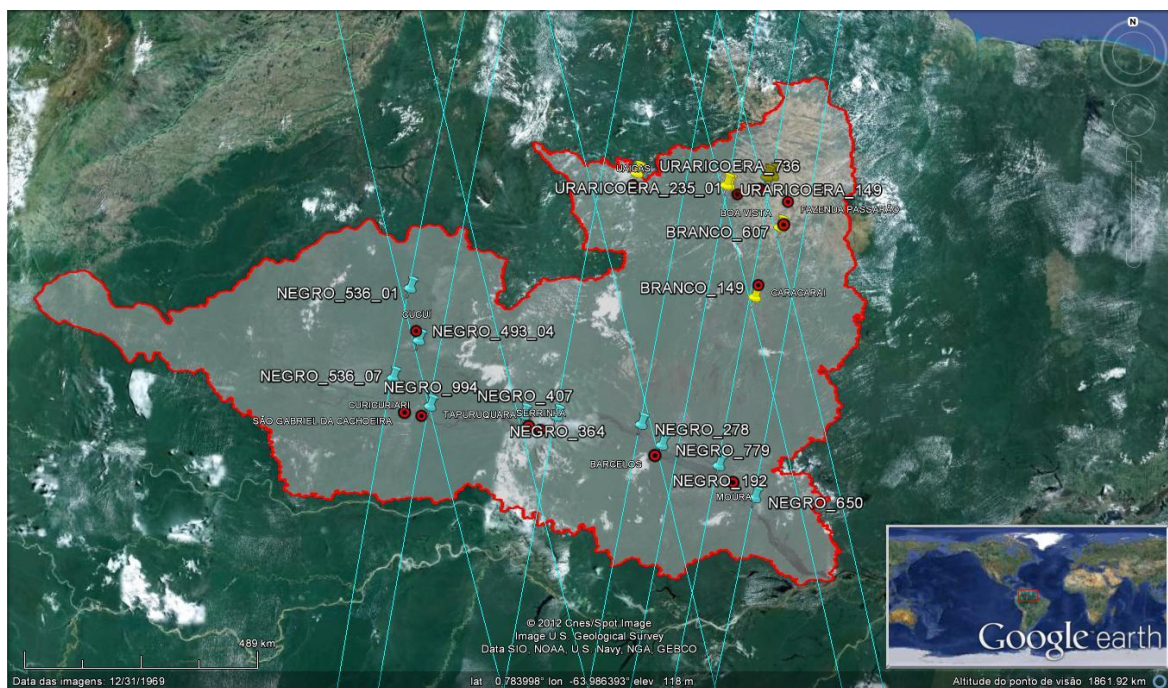 N
UAICAS
URARICOERA_736
URARICOERA_235_01
URARICOERA_149
BOA VISTA
FAZENDA PASSARÃO
BRANCO_607
BRANCO_149
CARACARAI
NEGRO_536_01
CUCUI
NEGRO_493_04
NEGRO_536_07
NEGRO_994
NEGRO_407
CURICURIARI
TAPURUQUARA
SERRINHA
SÃO GABRIEL DA CACHOEIRA
NEGRO_364
NEGRO_278
BARCELOS
NEGRO_779
NEGRO_192
MOURA
NEGRO_650
489 km
© 2012 Cnes/Spot Image
Image U.S. Geological Survey
Data SIO, NOAA, U.S. Navy, NGA, GEBCO
Google earth
Data das imagens: 12/31/1969
lat 0.783998° lon -63.986393° elev 118 m
Altitude do ponto de visão 1861.92 km